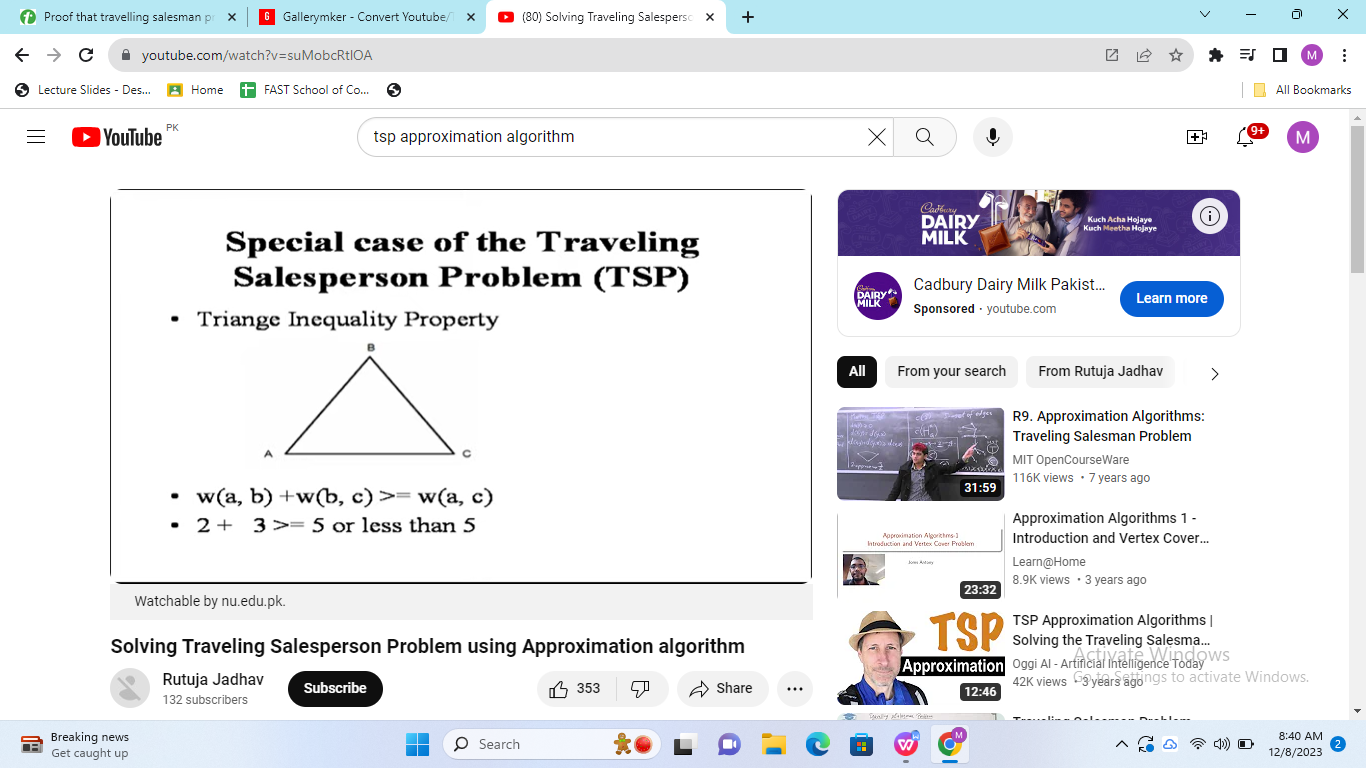 Proof that travelling salesman p
Gallerymker - Convert Youtube/
(80) Solving Traveling Salespers
youtube.com/watch?v=suMobcRtlOA
M
Lecture Slides - Des...
Home
FAST School of Co...
All Bookmarks
YouTube PK
tsp approximation algorithm
9+
M
Special case of the Traveling
Salesperson Problem (TSP)
• Triange Inequality Property
B
A
C
• w(a, b) +w(b, c) >= w(a, c)
• 2 + 3 >= 5 or less than 5
Watchable by nu.edu.pk.
Solving Traveling Salesperson Problem using Approximation algorithm
Rutuja Jadhav
132 subscribers
Subscribe
353
Share
Cadbury
DAIRY
MILK
Kuch Acha Hojaye
Kuch Meetha Hojaye
DAIRY
MILK
Cadbury Dairy Milk Pakist...
Sponsored · youtube.com
Learn more
All
From your search
From Rutuja Jadhav
31:59
R9. Approximation Algorithms:
Traveling Salesman Problem
MIT OpenCourseWare
116K views • 7 years ago
Approximation Algorithms-1
Introduction and Vertex Cover Problem
23:32
Approximation Algorithms 1 -
Introduction and Vertex Cover...
Learn@Home
8.9K views • 3 years ago
TSP
Approximation
12:46
TSP Approximation Algorithms |
Solving the Traveling Salesma...
Oggi AI - Artificial Intelligence Today
42K views • 3 years ago
Activate Windows
Go to Settings to activate Windows.
Traveling Salesman Problem
Breaking news
Get caught up
Search
M
8:40 AM
12/8/2023
2